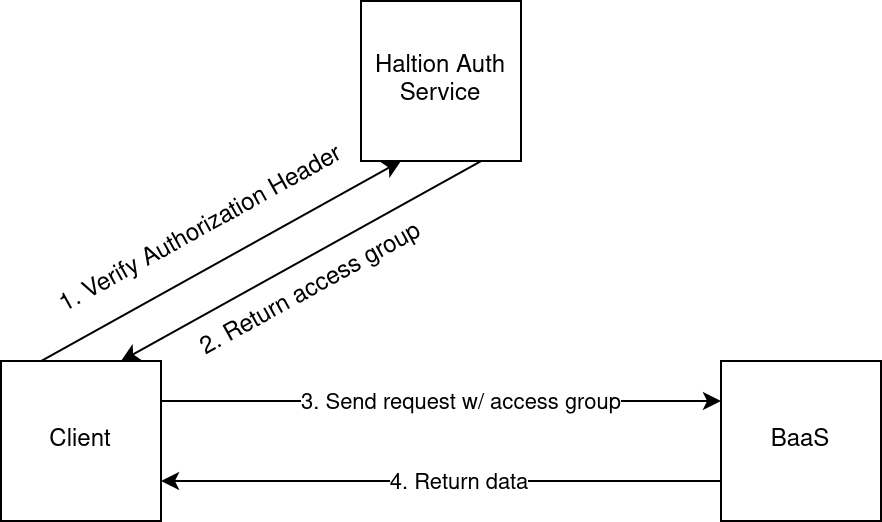 Haltion Auth
Service
1. Verify Authorization Header
2. Return access group
Client
3. Send request w/ access group
BaaS
4. Return data